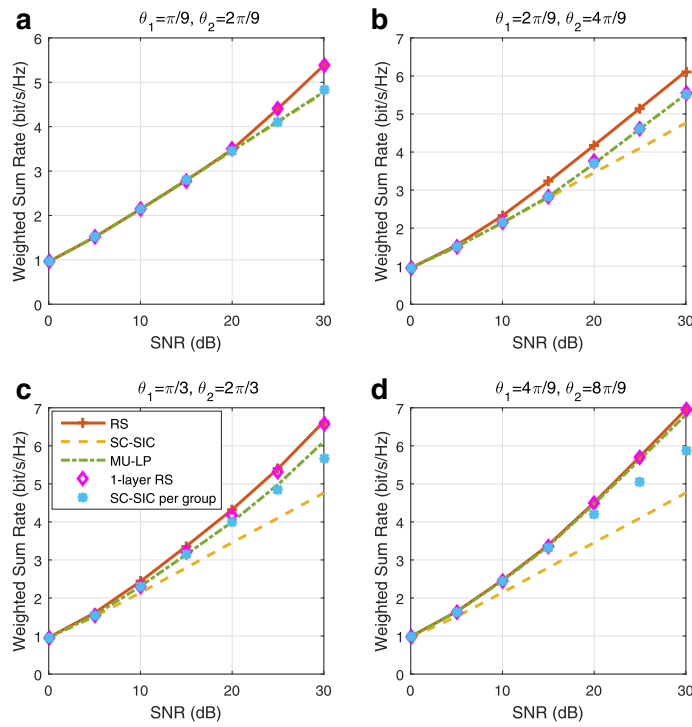 a
θ1=π/9, θ2=2π/9
Weighted Sum Rate (bit/s/Hz)
6
5
4
3
2
1
0
0 10 20 30
SNR (dB)
b
θ1=2π/9, θ2=4π/9
Weighted Sum Rate (bit/s/Hz)
7
6
5
4
3
2
1
0
0 10 20 30
SNR (dB)
c
θ1=π/3, θ2=2π/3
Weighted Sum Rate (bit/s/Hz)
7
6
5
4
3
2
1
0
RS
SC-SIC
MU-LP
1-layer RS
SC-SIC per group
0 10 20 30
SNR (dB)
d
θ1=4π/9, θ2=8π/9
Weighted Sum Rate (bit/s/Hz)
7
6
5
4
3
2
1
0
0 10 20 30
SNR (dB)